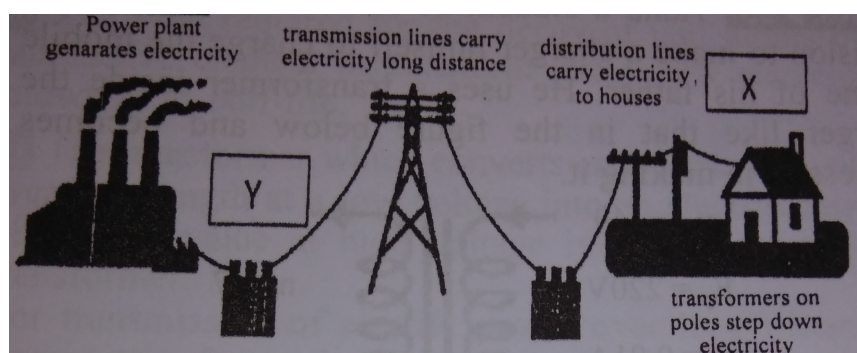 Power plant
genarates electricity
transmission lines carry
electricity long distance
distribution lines
carry electricity
to houses
X
Y
transformers on
poles step down
electricity